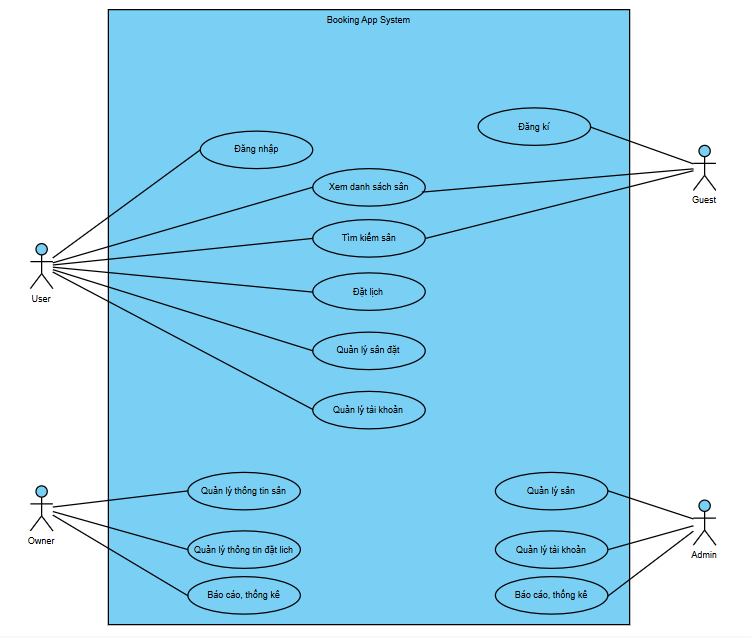 Booking App System
Đăng kí
Đăng nhập
Xem danh sách sân
Guest
Tìm kiếm sân
User
Đặt lịch
Quản lý sân đặt
Quản lý tài khoản
Quản lý thông tin sân
Quản lý sân
Owner
Quản lý thông tin đặt lich
Quản lý tài khoản
Admin
Báo cáo, thống kê
Báo cáo, thống kê